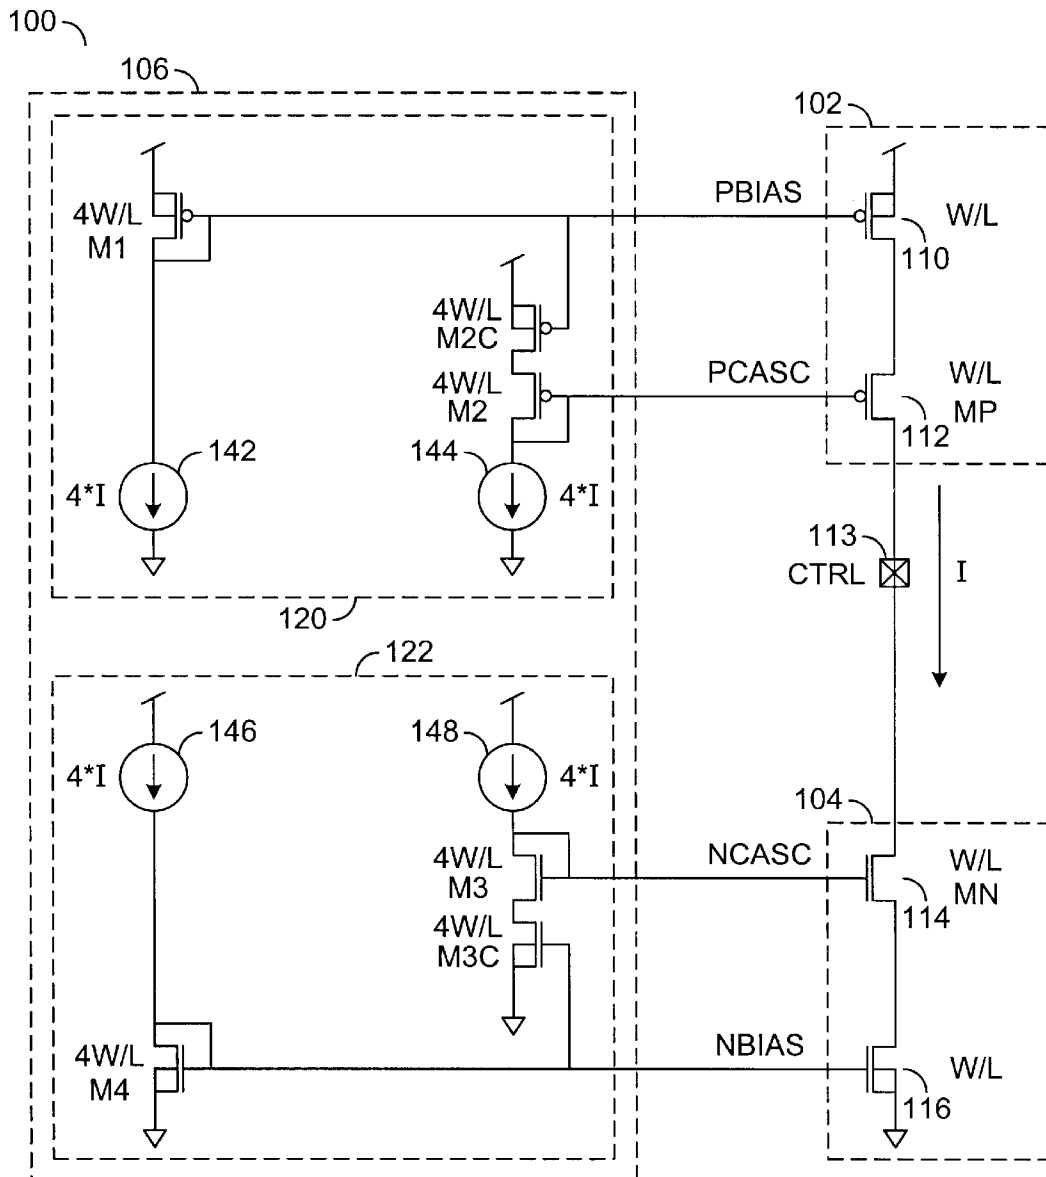 100
106
102
4W/L
M1
PBIAS
W/L
110
4W/L
M2C
4W/L
M2
PCASC
W/L
MP
112
142
4*I
144
4*I
113
CTRL
I
120
122
146
4*I
148
4*I
104
4W/L
M3
NCASC
W/L
MN
114
4W/L
M3C
4W/L
M4
NBIAS
W/L
116